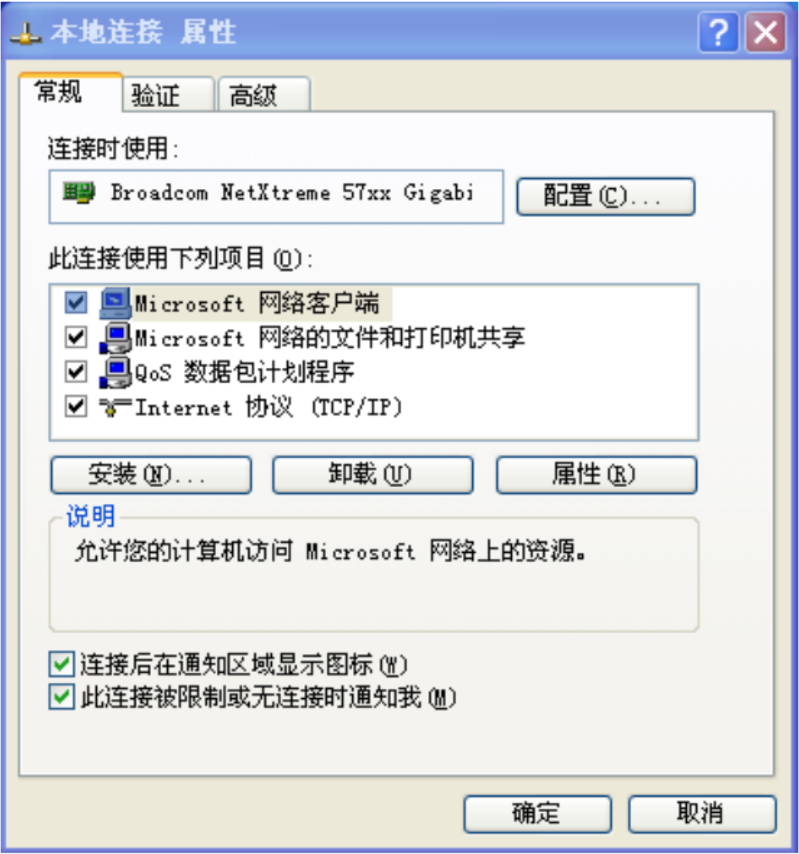 本地连接 属性
常规 验证 高级
连接时使用:
Broadcom NetXtreme 57xx Gigabi 配置(C)...
此连接使用下列项目(O):
Microsoft 网络客户端
Microsoft 网络的文件和打印机共享
QoS 数据包计划程序
Internet 协议 (TCP/IP)
安装(N)... 卸载(U) 属性(R)
说明
允许您的计算机访问 Microsoft 网络上的资源。
连接后在通知区域显示图标(W)
此连接被限制或无连接时通知我(M)
确定 取消